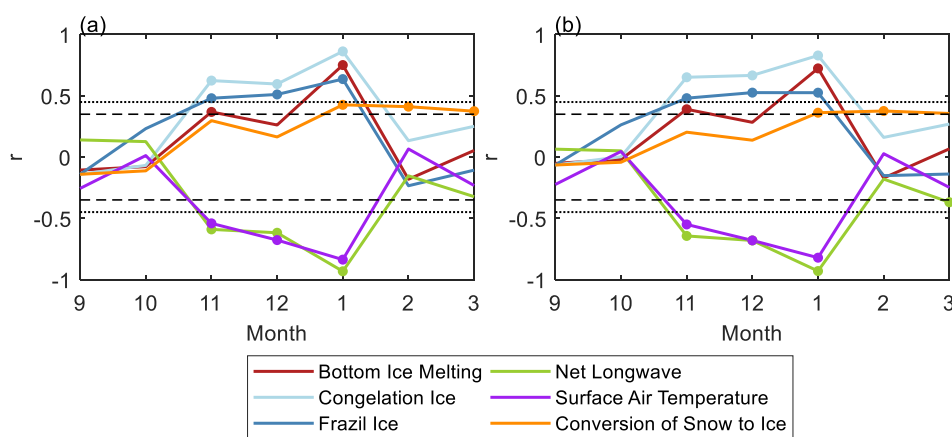 (a)
(b)
1
0.5
0
-0.5
-1
r
9 10 11 12 1 2 3
Month
1
0.5
0
-0.5
-1
r
9 10 11 12 1 2 3
Month
Bottom Ice Melting
Net Longwave
Congelation Ice
Surface Air Temperature
Frazil Ice
Conversion of Snow to Ice